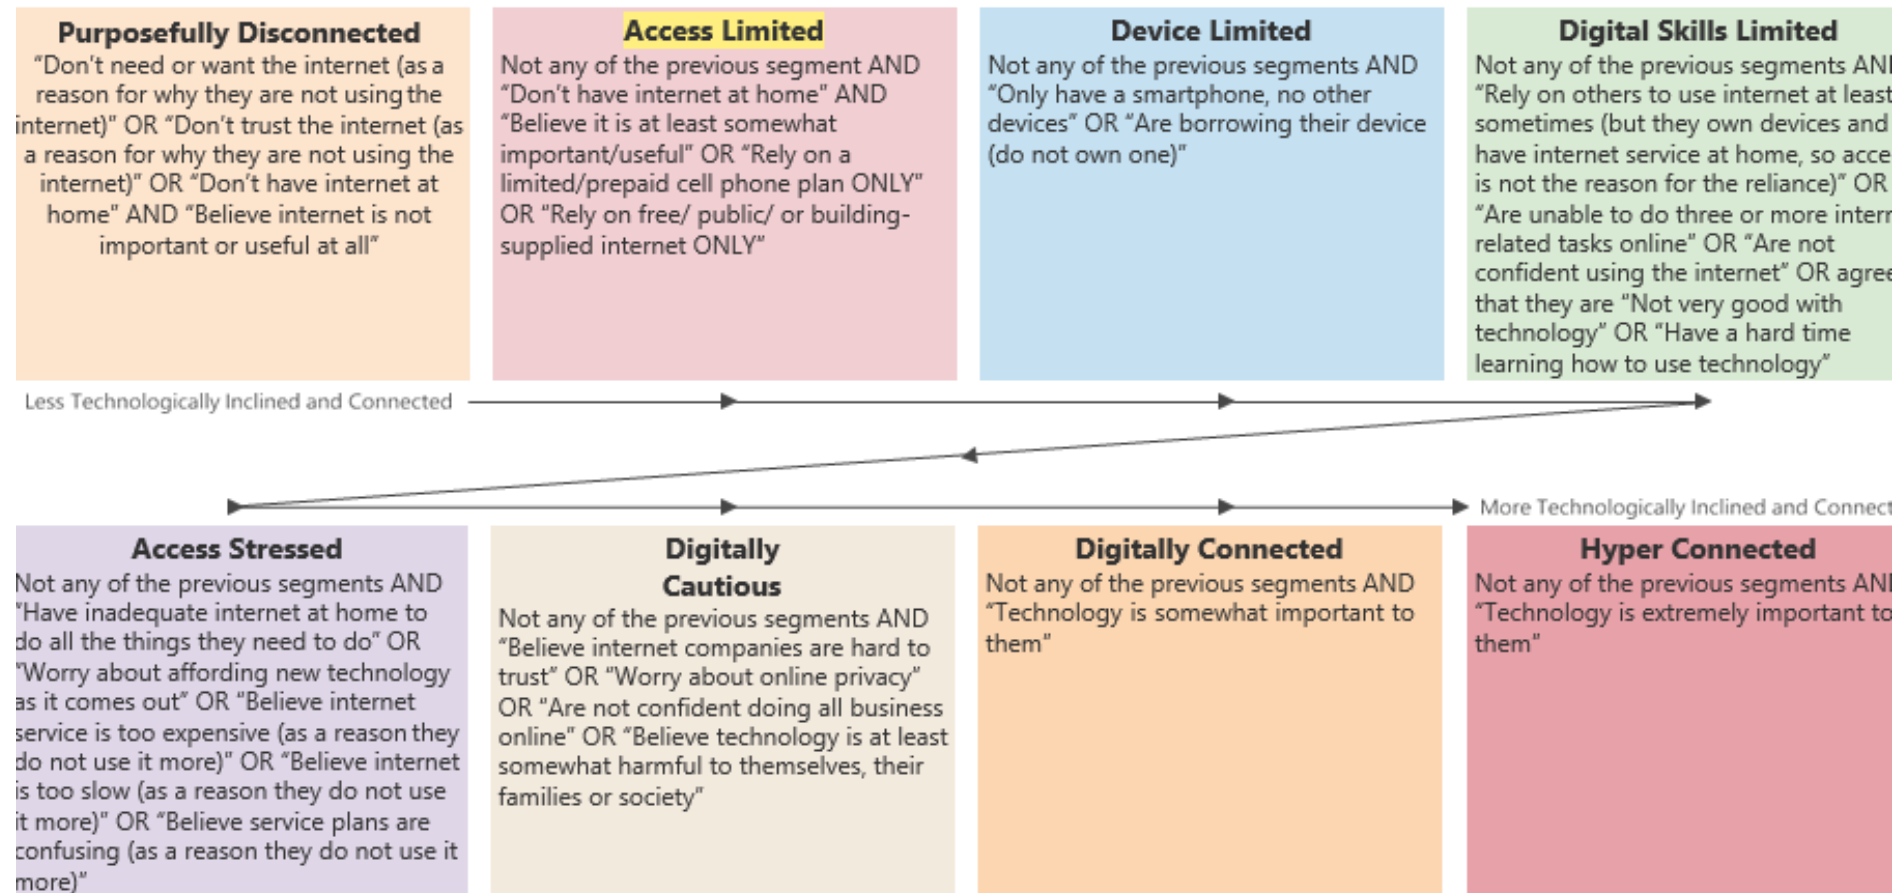 Purposefully Disconnected
“Don’t need or want the internet (as a
reason for why they are not using the
internet)” OR “Don’t trust the internet (as
a reason for why they are not using the
internet)” OR “Don’t have internet at
home” AND “Believe internet is not
important or useful at all”
Access Limited
Not any of the previous segment AND
“Don’t have internet at home” AND
“Believe it is at least somewhat
important/useful” OR “Rely on a
limited/prepaid cell phone plan ONLY”
OR “Rely on free/ public/ or building-
supplied internet ONLY”
Device Limited
Not any of the previous segments AND
“Only have a smartphone, no other
devices” OR “Are borrowing their device
(do not own one)”
Digital Skills Limited
Not any of the previous segments
“Rely on others to use internet at least
sometimes (but they own devices and
have internet service at home, so
is not the reason for the reliance)” OR
“Are unable to do three or more
related tasks online” OR “Are not
confident using the internet” OR
that they are “Not very good with
technology” OR “Have a hard time
learning how to use technology”
Less Technologically Inclined and Connected
More Technologically Inclined and
Access Stressed
Not any of the previous segments AND
“Have inadequate internet at home to
do all the things they need to do” OR
“Worry about affording new technology
as it comes out” OR “Believe internet
service is too expensive (as a reason they
do not use it more)” OR “Believe internet
is too slow (as a reason they do not use
it more)” OR “Believe service plans are
confusing (as a reason they do not use it
more)”
Digitally
Cautious
Not any of the previous segments AND
“Believe internet companies are hard to
trust” OR “Worry about online privacy”
OR “Are not confident doing all business
online” OR “Believe technology is at least
somewhat harmful to themselves, their
families or society”
Digitally Connected
Not any of the previous segments AND
“Technology is somewhat important to
them”
Hyper Connected
Not any of the previous segments
“Technology is extremely important to
them”